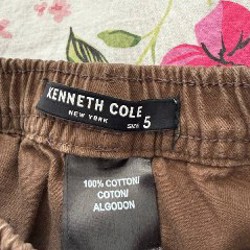 KENNETH COLE
NEW YORK
SIZE 5
100% COTTON/
COTON/
ALGODON